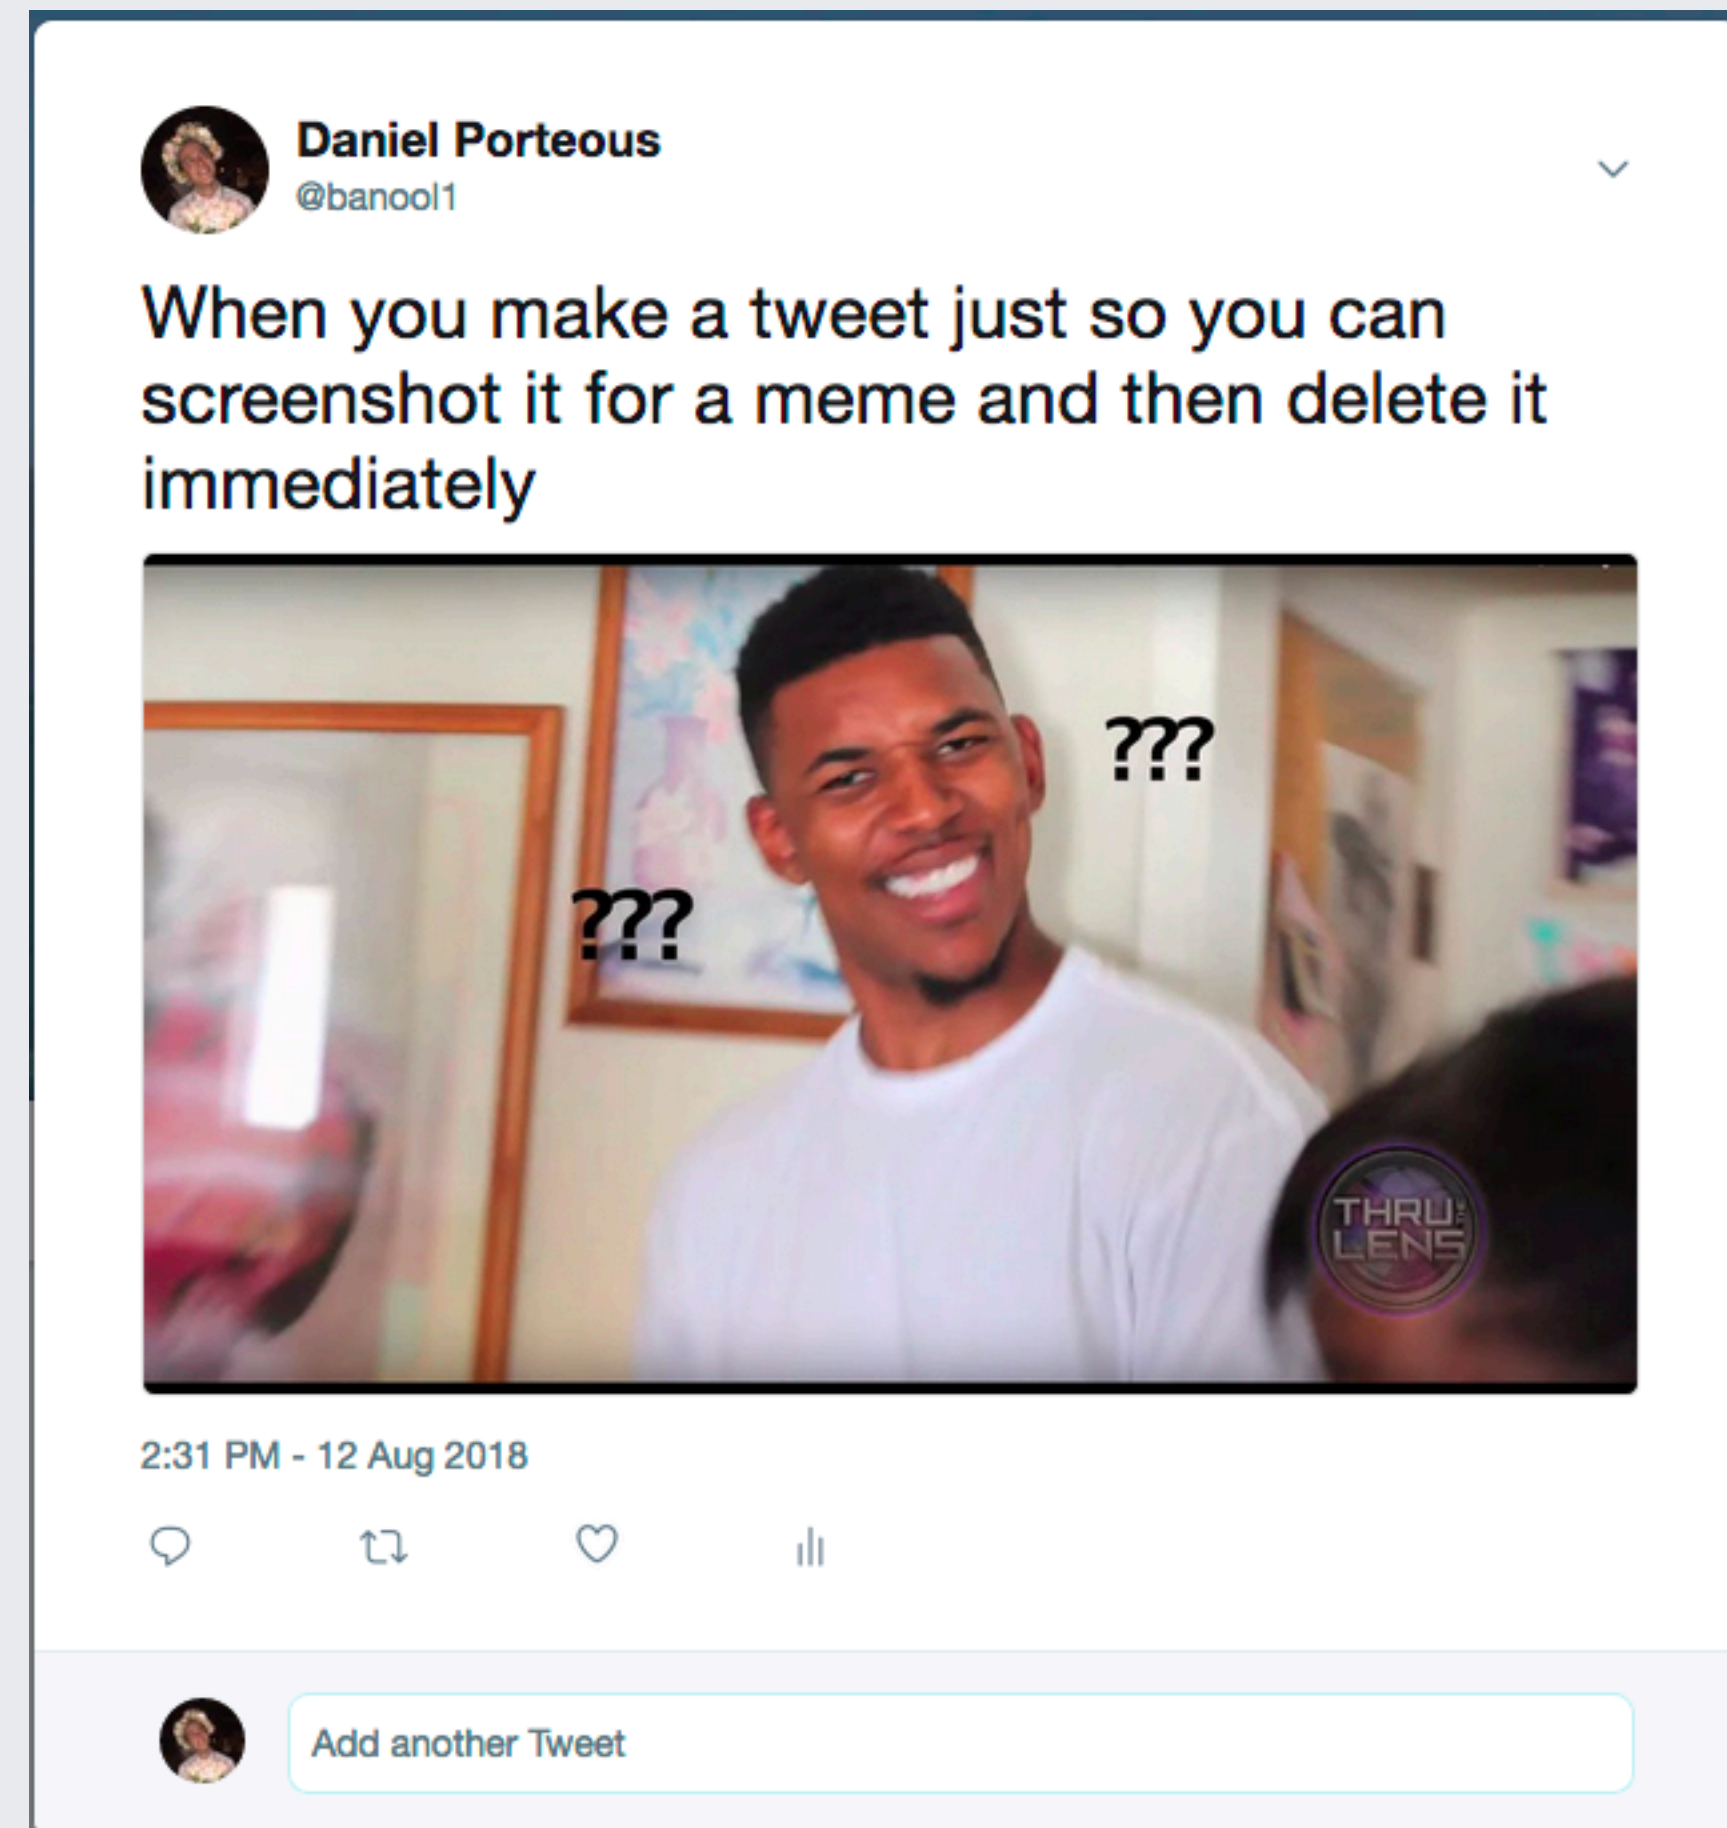 Daniel Porteous
@banool1
When you make a tweet just so you can
screenshot it for a meme and then delete it
immediately
???
???
THRU THE
LENS
2:31 PM - 12 Aug 2018
Add another Tweet